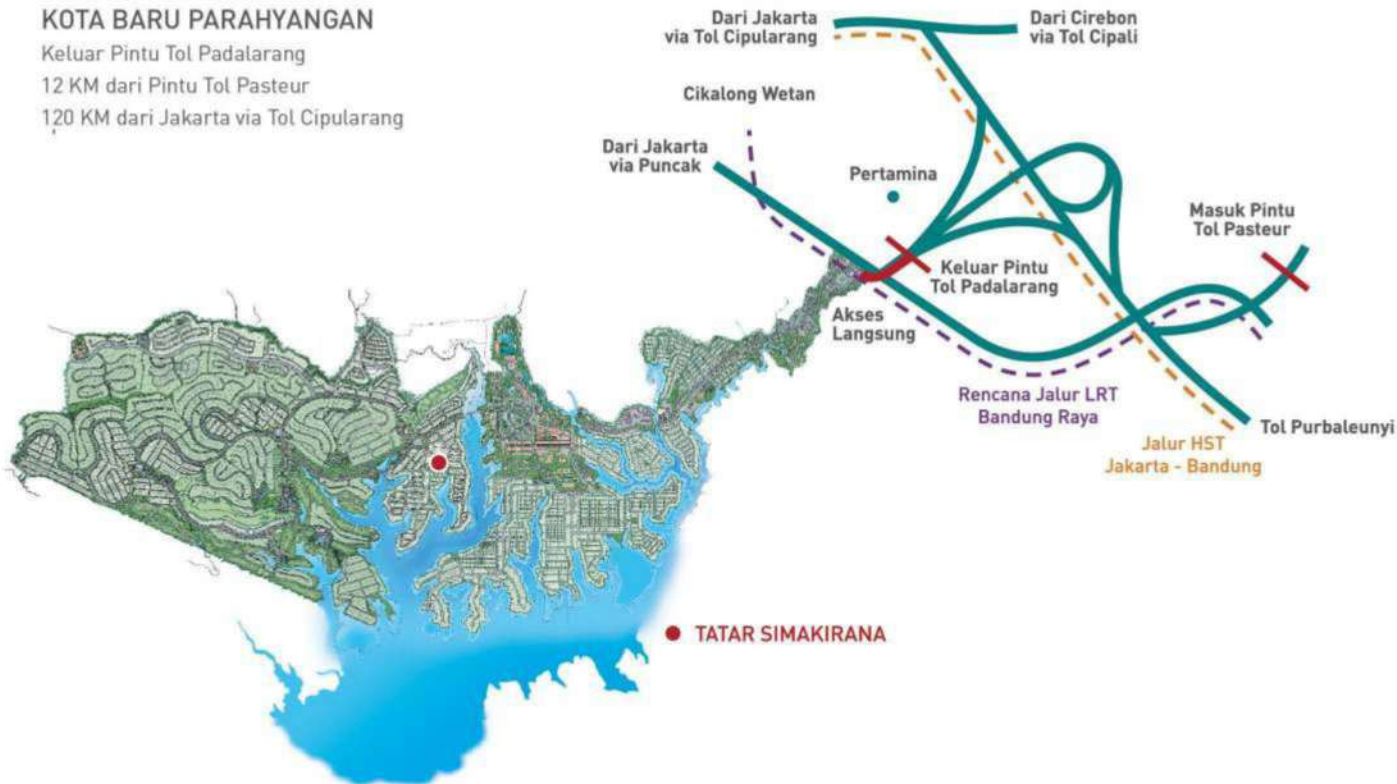 KOTA BARU PARAHYANGAN
Keluar Pintu Tol Padalarang
12 KM dari Pintu Tol Pasteur
120 KM dari Jakarta via Tol Cipularang
Dari Jakarta
via Tol Cipularang
Dari Cirebon
via Tol Cipali
Cikalong Wetan
Dari Jakarta
via Puncak
Pertamina
Masuk Pintu
Tol Pasteur
Keluar Pintu
Tol Padalarang
Akses
Langsung
Rencana Jalur LRT
Bandung Raya
Tol Purbaleunyi
Jalur HST
Jakarta - Bandung
TATAR SIMAKIRANA